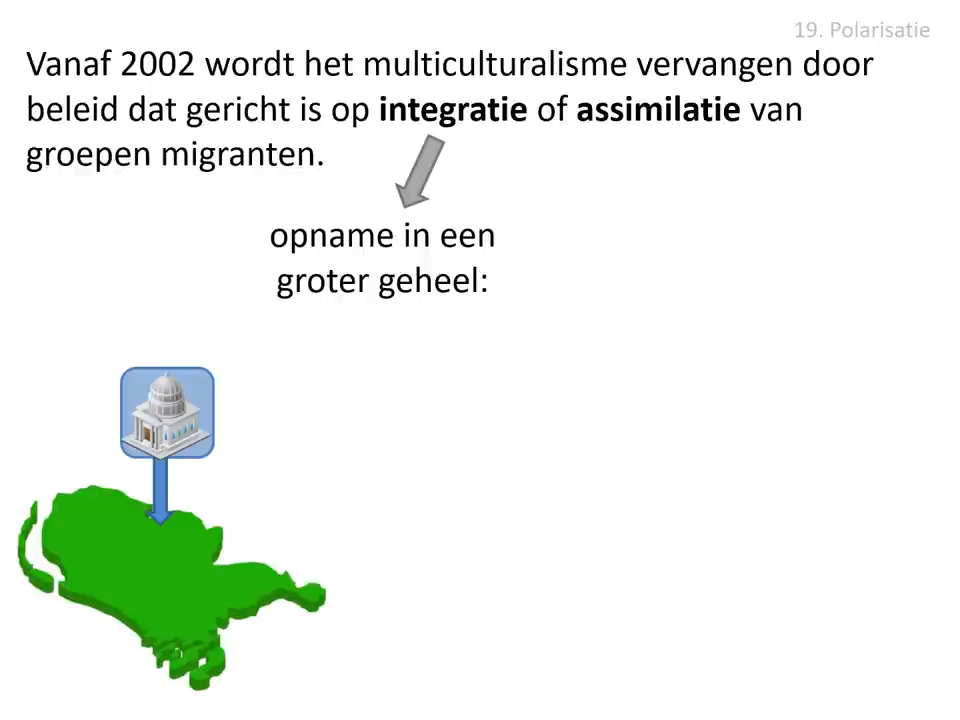 19. Polarisatie
Vanaf 2002 wordt het multiculturalisme vervangen door
beleid dat gericht is op integratie of assimilatie van
groepen migranten.
opname in een
groter geheel: